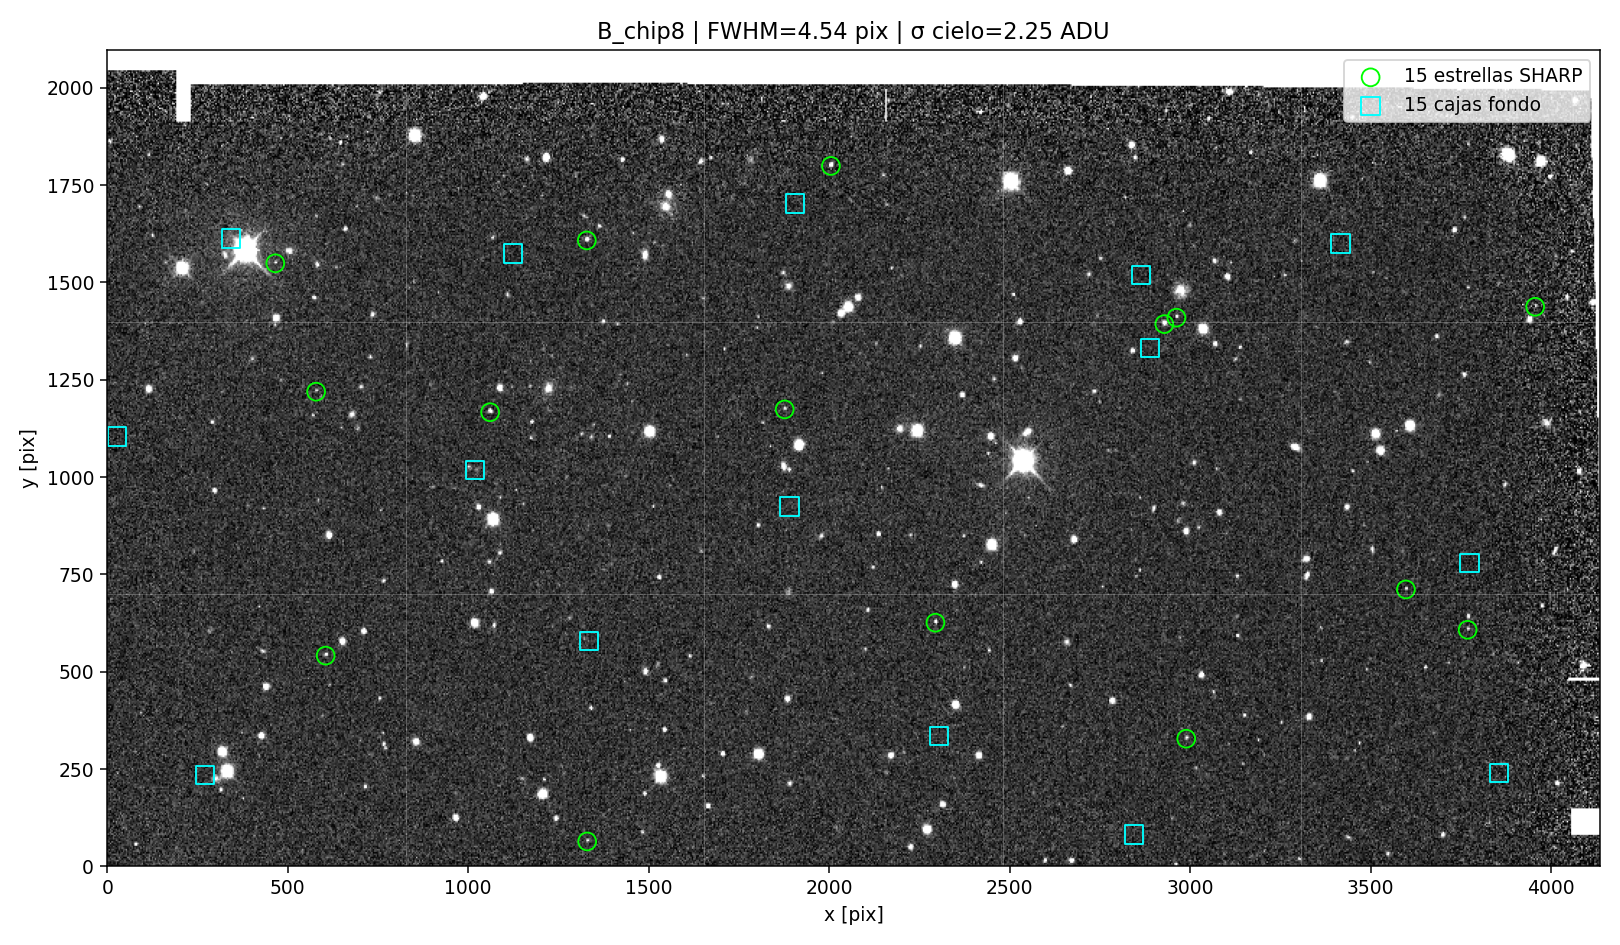 B_chip8 | FWHM=4.54 pix | σ cielo=2.25 ADU
15 estrellas SHARP
15 cajas fondo
2000
1750
1500
1250
1000
750
500
250
0
y [pix]
0 500 1000 1500 2000 2500 3000 3500 4000
x [pix]